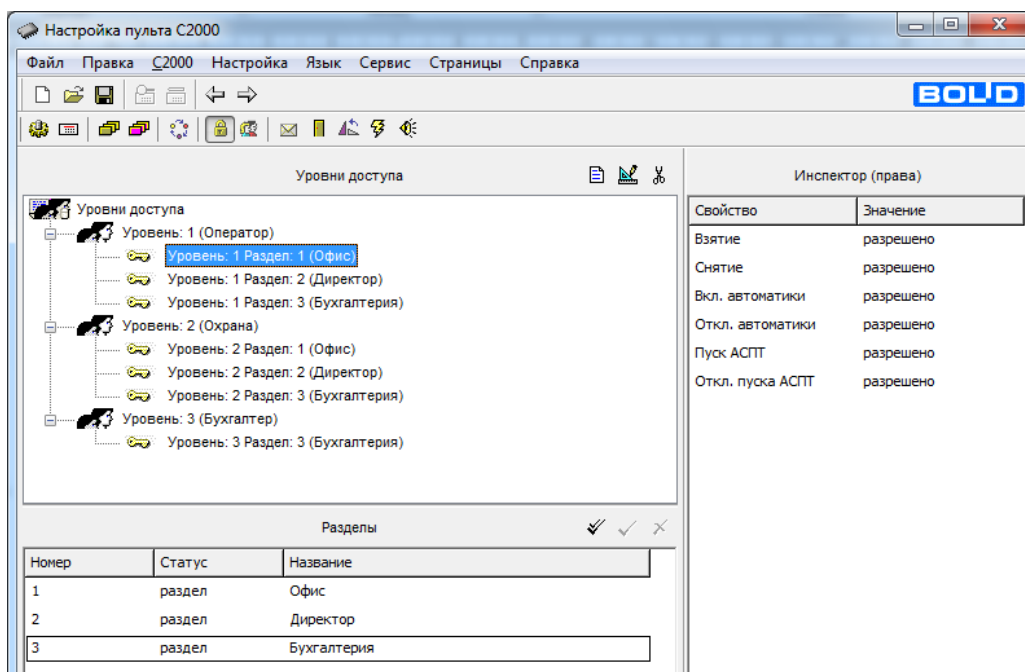 Настройка пульта С2000
Файл Правка С2000 Настройка Язык Сервис Страницы Справка
BOLID
Уровни доступа
Инспектор (права)
Уровни доступа
Уровень: 1 (Оператор)
Уровень: 1 Раздел: 1 (Офис)
Уровень: 1 Раздел: 2 (Директор)
Уровень: 1 Раздел: 3 (Бухгалтерия)
Уровень: 2 (Охрана)
Уровень: 2 Раздел: 1 (Офис)
Уровень: 2 Раздел: 2 (Директор)
Уровень: 2 Раздел: 3 (Бухгалтерия)
Уровень: 3 (Бухгалтер)
Уровень: 3 Раздел: 3 (Бухгалтерия)
Свойство Значение
Взятие разрешено
Снятие разрешено
Вкл. автоматики разрешено
Откл. автоматики разрешено
Пуск АСПТ разрешено
Откл. пуска АСПТ разрешено
Разделы
Номер Статус Название
1 раздел Офис
2 раздел Директор
3 раздел Бухгалтерия